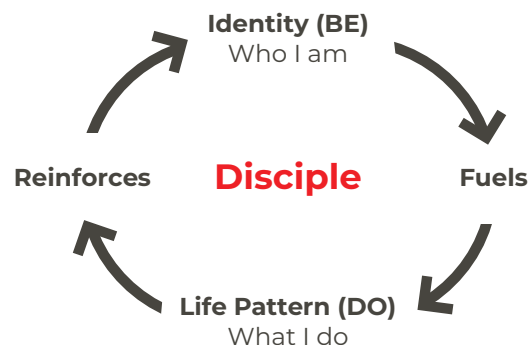 Identity (BE)
Who I am
Reinforces
Disciple
Fuels
Life Pattern (DO)
What I do